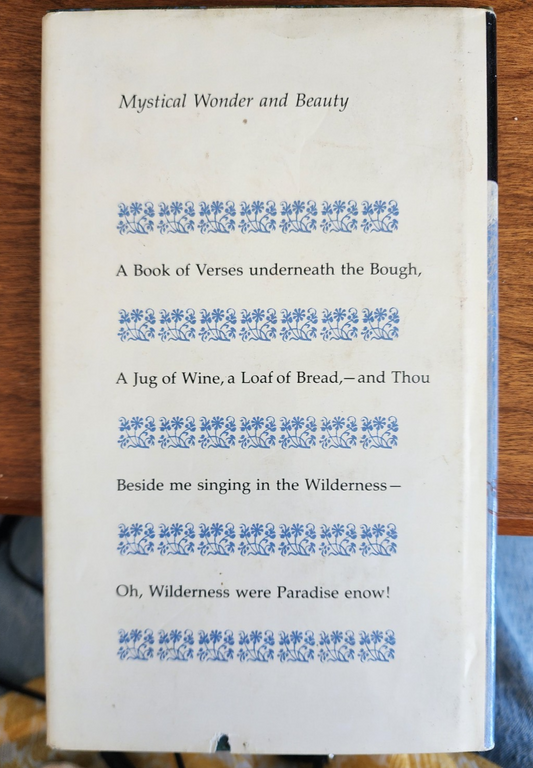 Mystical Wonder and Beauty
A Book of Verses underneath the Bough,
A Jug of Wine, a Loaf of Bread,—and Thou
Beside me singing in the Wilderness—
Oh, Wilderness were Paradise enow!